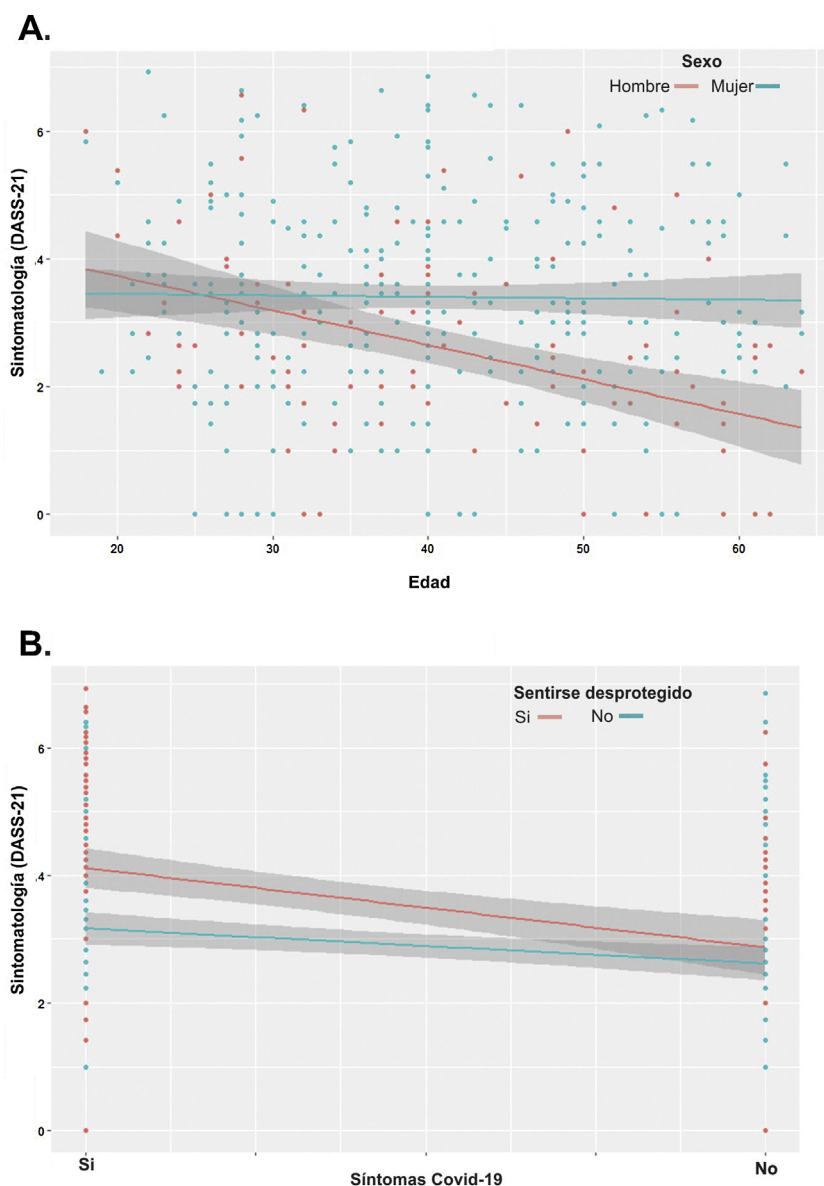 A.
Sexo
Hombre Mujer
Sintomatología (DASS-21)
6
.4
2
0
20 30 40 50 60
Edad
B.
Sentirse desprotegido
Si No
Sintomatología (DASS-21)
6
.4
2
0
Si No
Síntomas Covid-19